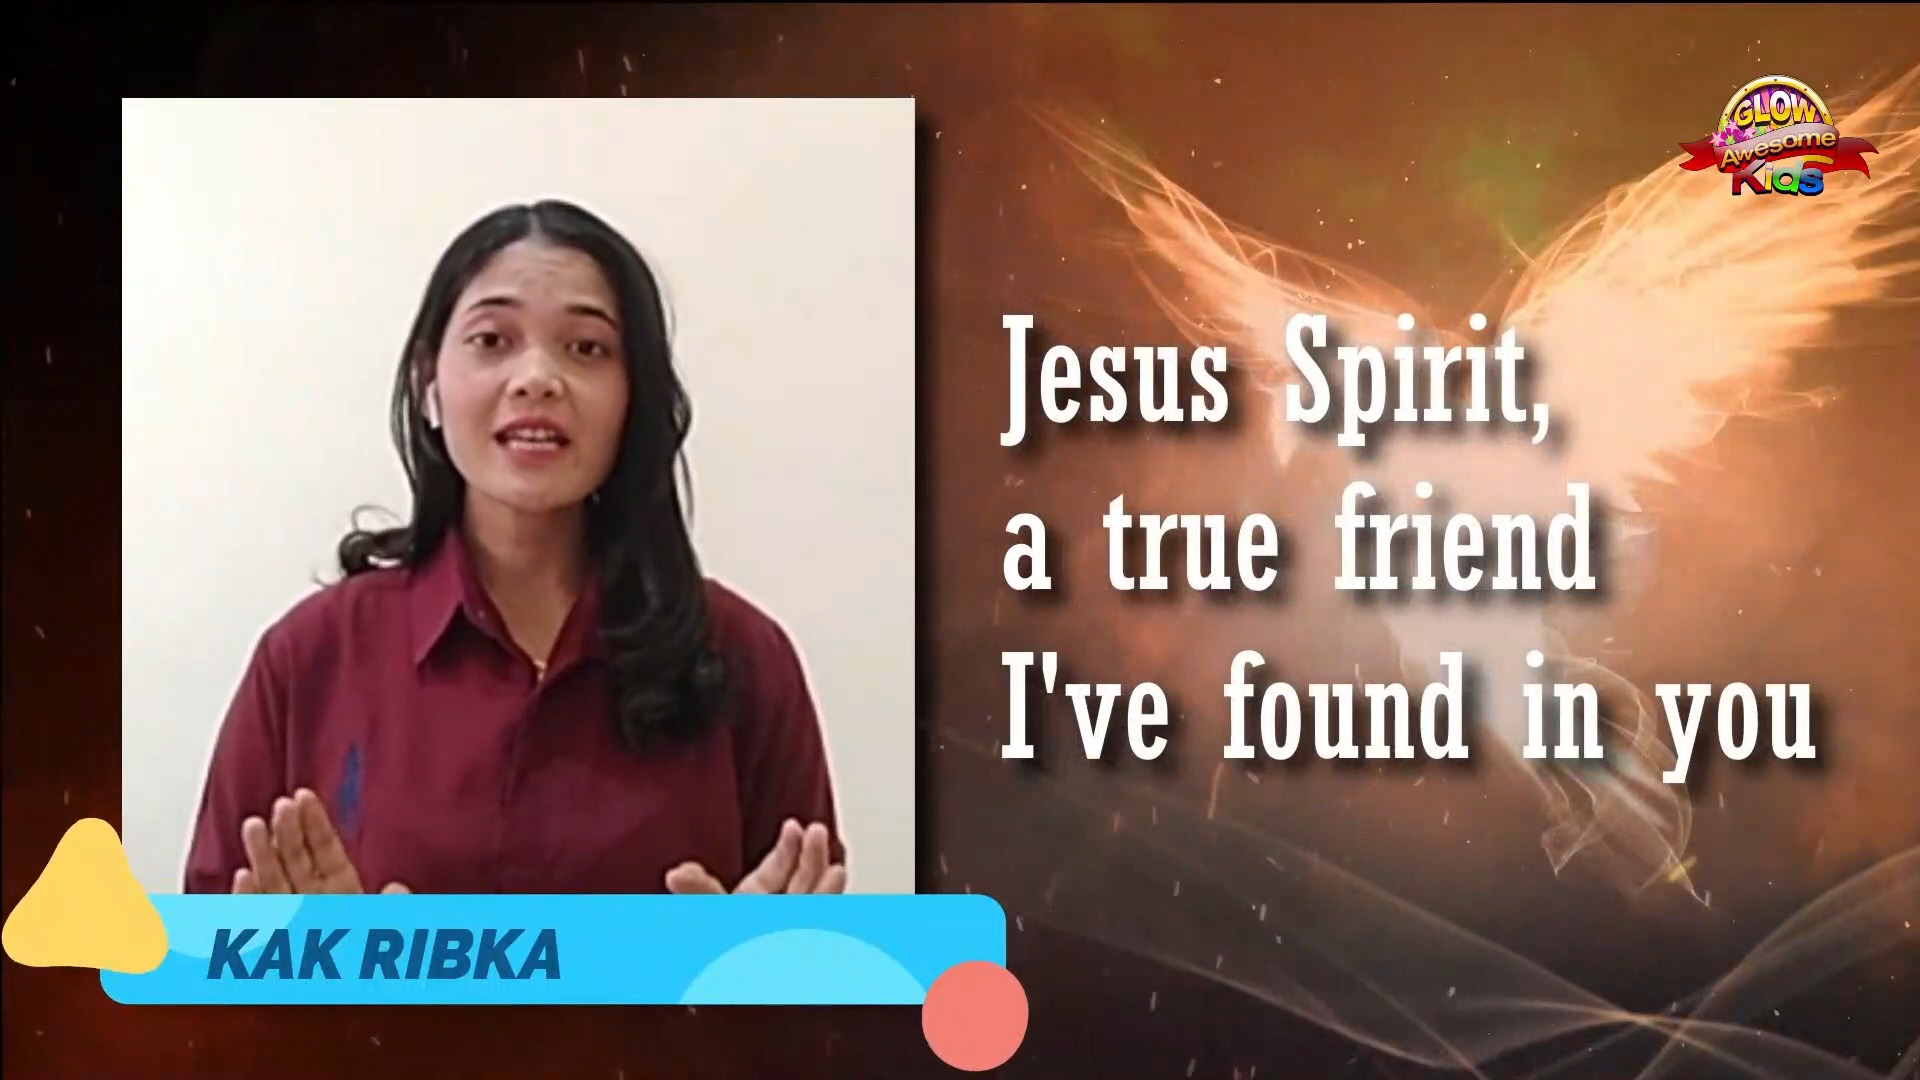 GLOW
Awesome
Kids
Jesus Spirit,
a true friend
I've found in you
KAK RIBKA